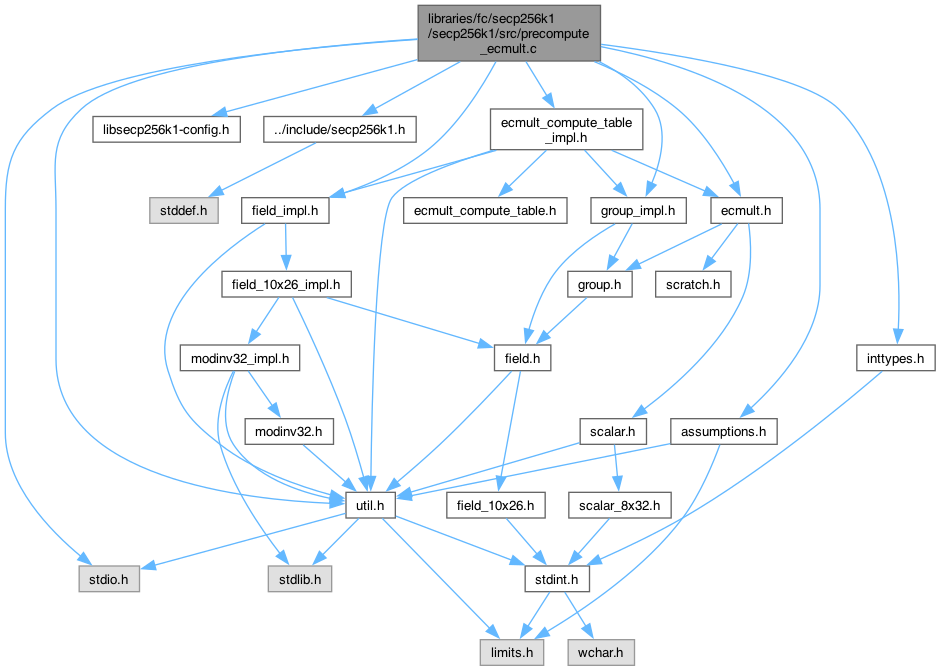 libraries/fc/secp256k1
/secp256k1/src/precompute
_ecmult.c
libsecp256k1-config.h
../include/secp256k1.h
ecmult_compute_table
_impl.h
stddef.h
field_impl.h
ecmult_compute_table.h
group_impl.h
ecmult.h
field_10x26_impl.h
group.h
scratch.h
modinv32_impl.h
field.h
inttypes.h
modinv32.h
scalar.h
assumptions.h
util.h
field_10x26.h
scalar_8x32.h
stdio.h
stdlib.h
stdint.h
limits.h
wchar.h